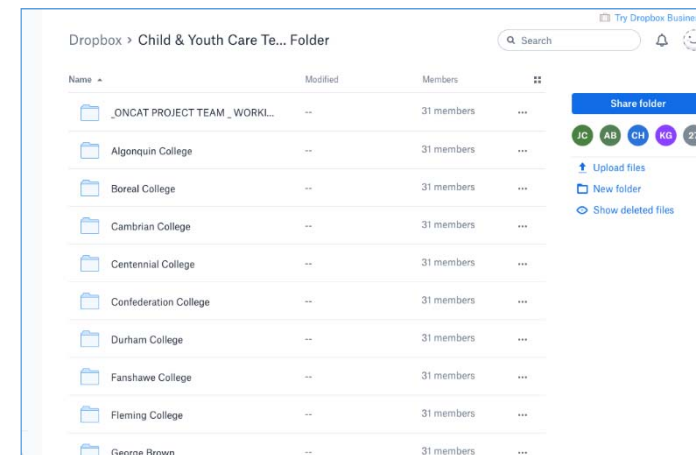 Try Dropbox Busine
Dropbox > Child & Youth Care Te... Folder
Search
Name
Modified
Members
_ONCAT PROJECT TEAM _ WORKI...
--
31 members
...
Share folder
Algonquin College
--
31 members
...
JC
AB
CH
KG
27
Boreal College
--
31 members
...
Upload files
New folder
Show deleted files
Cambrian College
--
31 members
...
Centennial College
--
31 members
...
Confederation College
--
31 members
...
Durham College
--
31 members
...
Fanshawe College
--
31 members
...
Fleming College
--
31 members
...
George Brown
--
31 members
...